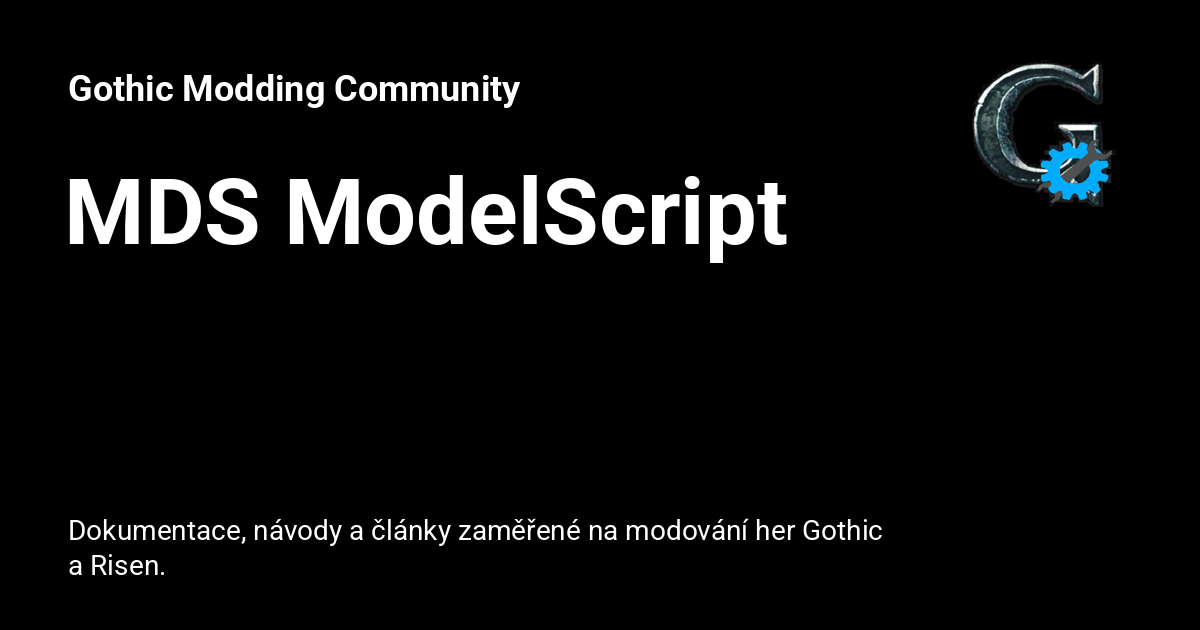 Gothic Modding Community
MDS ModelScript
Dokumentace, návody a články zaměřené na modování her Gothic
a Risen.